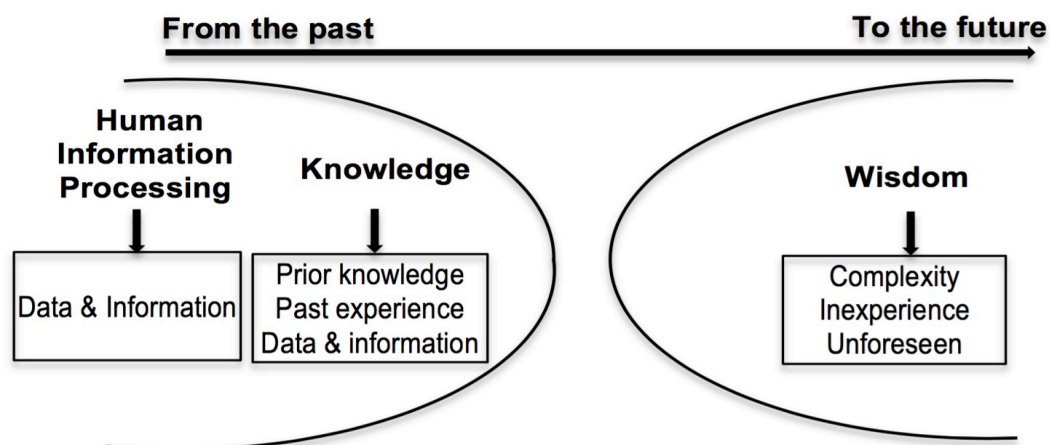 From the past
To the future
Human
Information
Processing
Knowledge
Wisdom
Data & Information
Prior knowledge
Past experience
Data & information
Complexity
Inexperience
Unforeseen